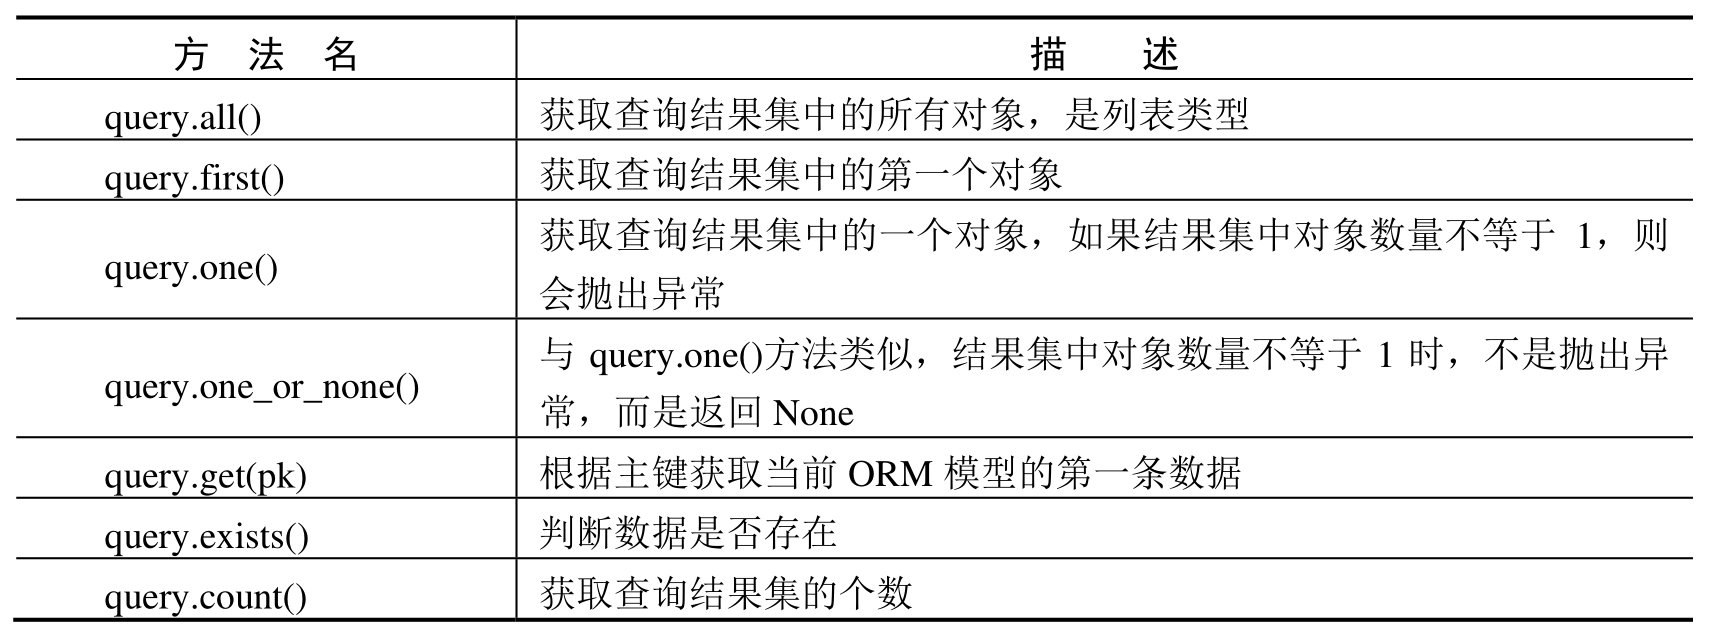 方 法 名 描 述
query.all() 获取查询结果集中的所有对象，是列表类型
query.first() 获取查询结果集中的第一个对象
query.one() 获取查询结果集中的一个对象，如果结果集中对象数量不等于 1，则
会抛出异常
query.one_or_none() 与 query.one()方法类似，结果集中对象数量不等于 1 时，不是抛出异
常，而是返回 None
query.get(pk) 根据主键获取当前 ORM 模型的第一条数据
query.exists() 判断数据是否存在
query.count() 获取查询结果集的个数